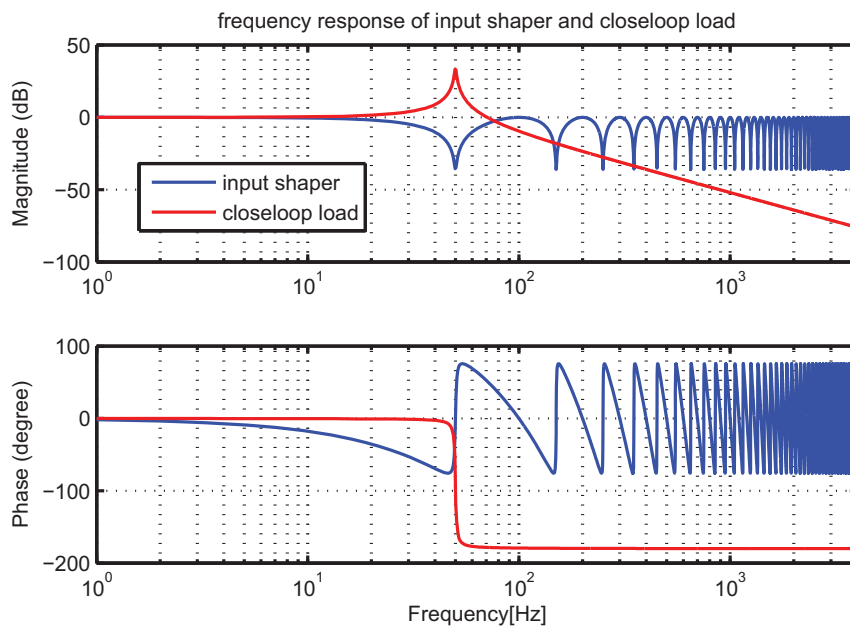 frequency response of input shaper and closeloop load
Magnitude (dB)
50
0
−50
−100
input shaper
closeloop load
10^0
10^1
10^2
10^3
Phase (degree)
100
0
−100
−200
10^0
10^1
10^2
10^3
Frequency[Hz]